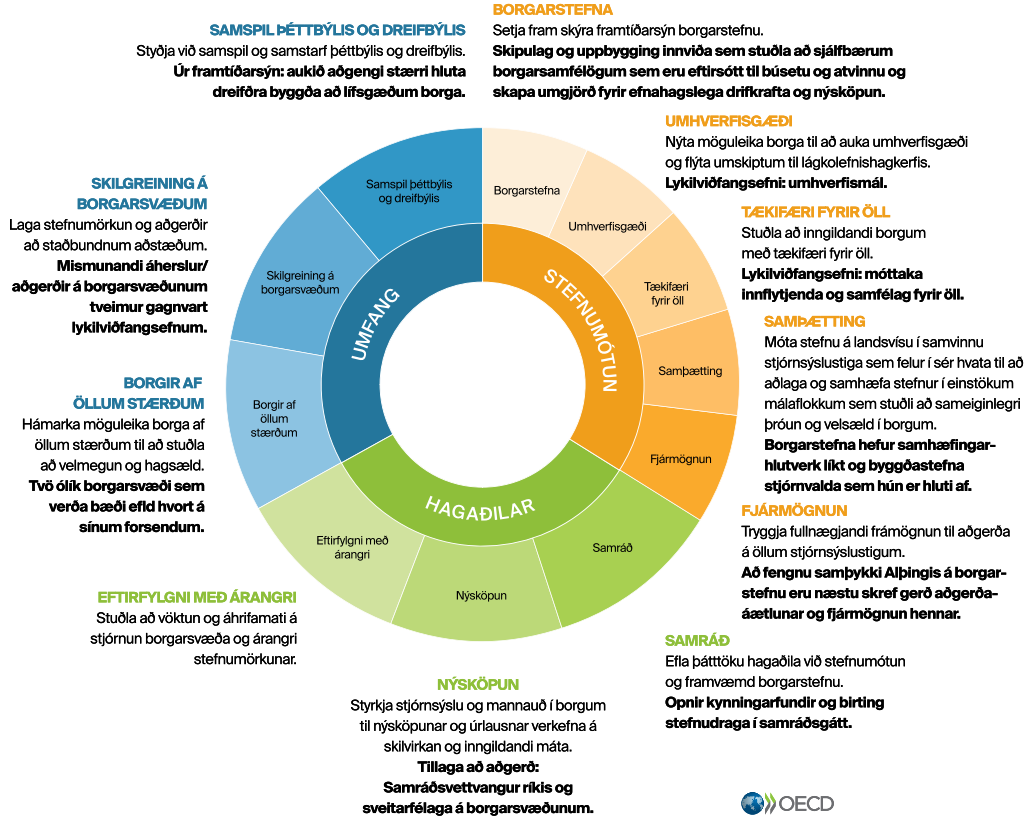 SAMSPIL ÞÉTTBÝLIS OG DREIFBÝLIS
Styðja við samspil og samstarf þéttbýlis og dreifbýlis.
Úr framtíðarsýn: aukið aðgengi stærri hluta
dreifðra byggða að lífsgæðum borga.
BORGARSTEFNA
Setja fram skýra framtíðarsýn borgarstefnu.
Skipulag og uppbygging innviða sem stuðla að sjálfbærum
borgarsamfélögum sem eru eftirsótt til búsetu og atvinnu og
skapa umgjörð fyrir efnahagslega drifkrafta og nýsköpun.
UMHVERFISGÆÐI
Nýta möguleika borga til að auka umhverfisgæði
og flýta umskiptum til lágkolefnishagkerfis.
Lykilviðfangsefni: umhverfismál.
TÆKIFÆRI FYRIR ÖLL
Stuðla að inngildandi borgum
með tækifæri fyrir öll.
Lykilviðfangsefni: móttaka
innflytjenda og samfélag fyrir öll.
SAMÞÆTTING
Móta stefnu á landsvísu í samvinnu
stjórnsýslustiga sem felur í sér hvata til að
aðlaga og samhæfa stefnur í einstökum
málaflokkum sem stuðli að sameiginlegri
þróun og velsæld í borgum.
Borgarstefna hefur samhæfingar-
hlutverk líkt og byggðastefna
stjórnvalda sem hún er hluti af.
FJÁRMÖGNUN
Tryggja fullnægjandi frámögnun til aðgerða
á öllum stjórnsýslustigum.
Að fengnu samþykki Alþingis á borgar-
stefnu eru næstu skref gerð aðgerða-
áætlunar og fjármögnun hennar.
SAMRÁÐ
Efla þátttöku hagaðila við stefnumótun
og framvæmd borgarstefnu.
Opnir kynningarfundir og birting
stefnudraga í samráðsgátt.
NÝSKÖPUN
Styrkja stjórnsýslu og mannauð í borgum
til nýsköpunar og úrlausnar verkefna á
skilvirkan og inngildandi máta.
Tillaga að aðgerð:
Samráðsvettvangur ríkis og
sveitarfélaga á borgarsvæðunum.
EFTIRFYLGNI MEÐ ÁRANGRI
Stuðla að vöktun og áhrifamati á
stjórnun borgarsvæða og árangri
stefnumörkunar.
BORGIR AF
ÖLLUM STÆRÐUM
Hámarka möguleika borga af
öllum stærðum til að stuðla
að velmegun og hagsæld.
Tvö ólík borgarsvæði sem
verða bæði efld hvort á
sínum forsendum.
SKILGREINING Á
BORGARSVÆÐUM
Laga stefnumörkun og aðgerðir
að staðbundnum aðstæðum.
Mismunandi áherslur/
aðgerðir á borgarsvæðunum
tveimur gagnvart
lykilviðfangsefnum.
Samspil þéttbýlis
og dreifbýlis
Borgarstefna
Umhverfisgæði
Tækifæri
fyrir öll
Samþætting
Fjármögnun
Samráð
Nýsköpun
Eftirfylgni með
árangri
Borgir af
öllum
stærðum
Skilgreining á
borgarsvæðum
UMFANG
STEFNUMÓTUN
HAGAÐILAR
OECD